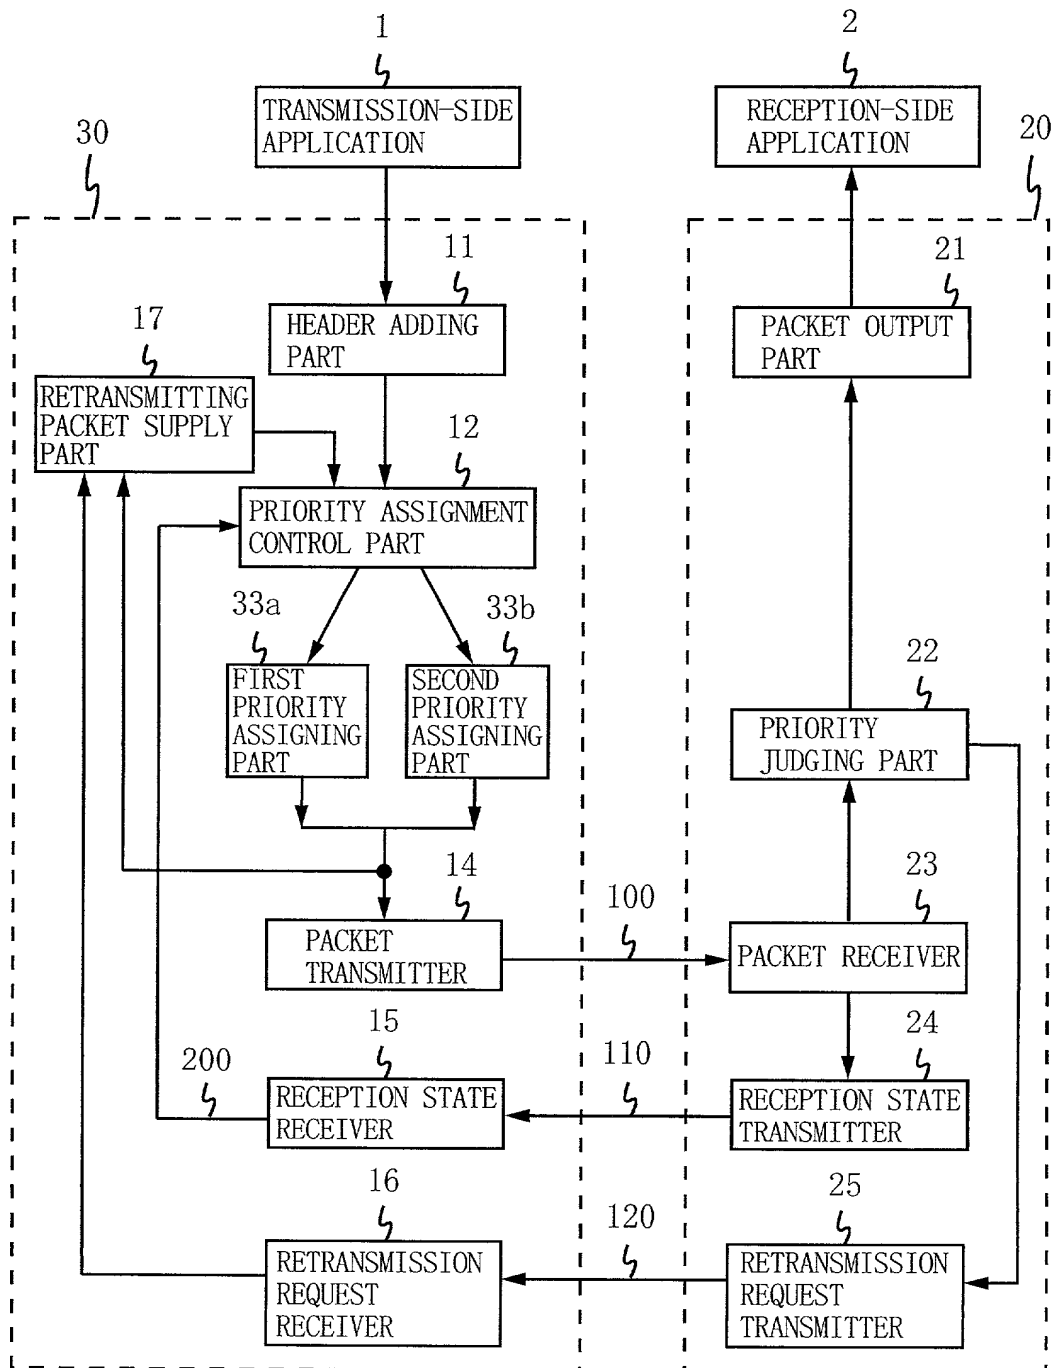 1
2
TRANSMISSION-SIDE
APPLICATION
RECEPTION-SIDE
APPLICATION
30
20
11
21
HEADER ADDING
PART
PACKET OUTPUT
PART
17
RETRANSMITTING
PACKET SUPPLY
PART
12
PRIORITY ASSIGNMENT
CONTROL PART
33a
33b
FIRST
PRIORITY
ASSIGNING
PART
SECOND
PRIORITY
ASSIGNING
PART
22
PRIORITY
JUDGING PART
14
100
23
PACKET
TRANSMITTER
PACKET RECEIVER
15
200
110
24
RECEPTION STATE
RECEIVER
RECEPTION STATE
TRANSMITTER
16
120
25
RETRANSMISSION
REQUEST
RECEIVER
RETRANSMISSION
REQUEST
TRANSMITTER